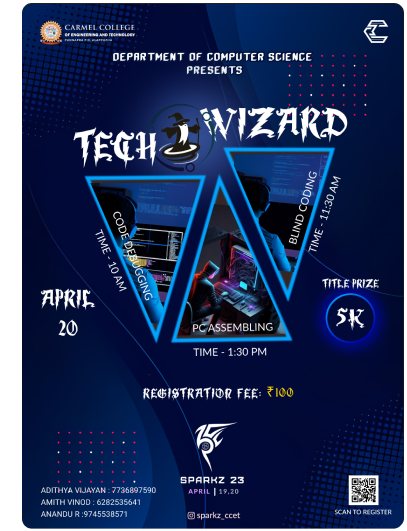 CARMEL COLLEGE
OF ENGINEERING AND TECHNOLOGY
PUNNAPRA P.O, ALAPPUZHA
DEPARTMENT OF COMPUTER SCIENCE
PRESENTS
TECH WIZARD
CODE DEBUGGING
TIME - 10 AM
BLIND CODING
TIME - 11:30 AM
PC ASSEMBLING
TIME - 1:30 PM
APRIL
20
TITLE PRIZE
5K
REGISTRATION FEE: ₹100
SPARKZ 23
APRIL | 19,20
ADITHYA VIJAYAN : 7736897590
AMITH VINOD : 6282535641
ANANDU R :9745538571
sparkz_ccet
SCAN TO REGISTER